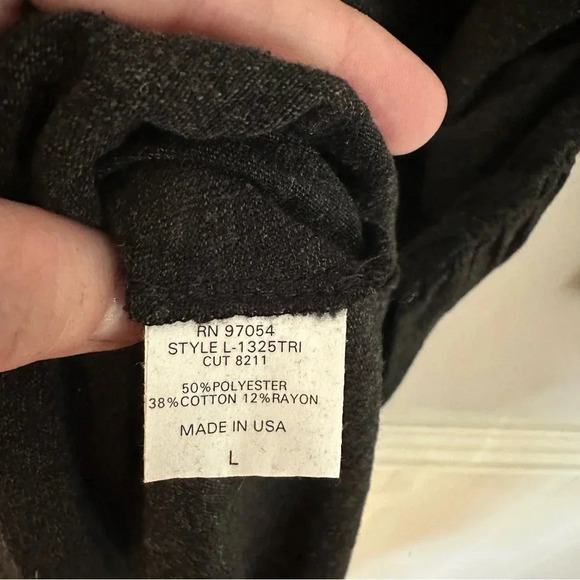 RN 97054
STYLE L-1325TRI
CUT 8211
50%POLYESTER
38%COTTON 12%RAYON
MADE IN USA
L